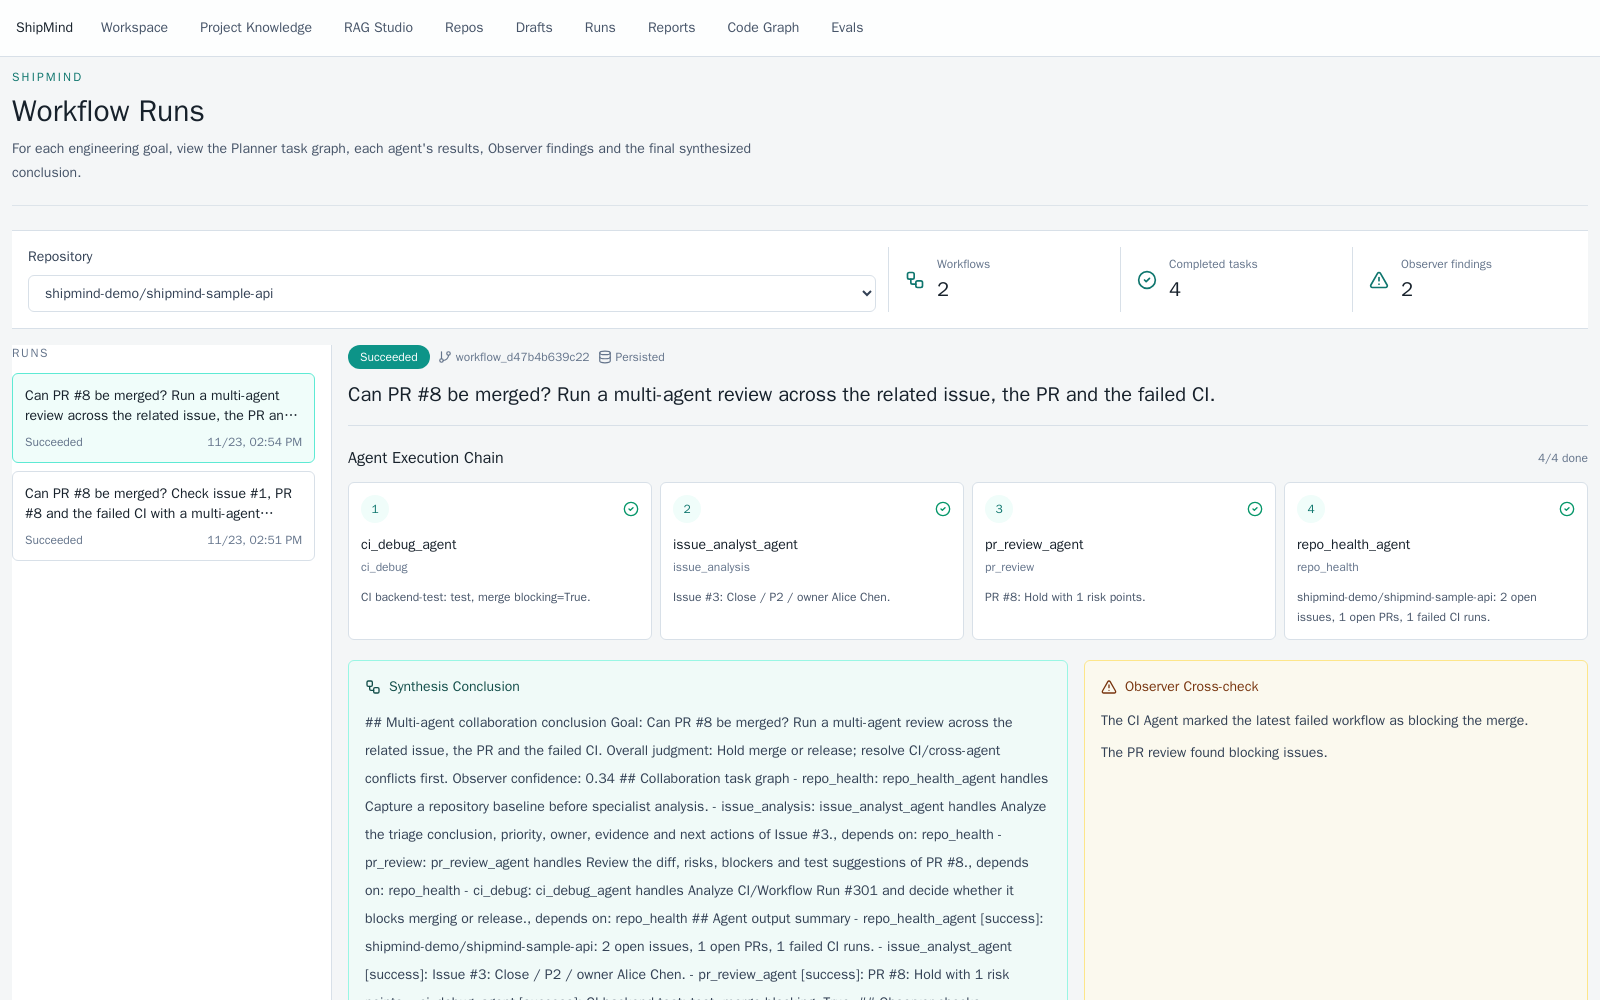 ShipMind Workspace Project Knowledge RAG Studio Repos Drafts Runs Reports Code Graph Evals
SHIPMIND
Workflow Runs
For each engineering goal, view the Planner task graph, each agent's results, Observer findings and the final synthesized
conclusion.
Repository
shipmind-demo/shipmind-sample-api
Workflows
2
Completed tasks
4
Observer findings
2
RUNS
Can PR #8 be merged? Run a multi-agent
review across the related issue, the PR an···
Succeeded 11/23, 02:54 PM
Can PR #8 be merged? Check issue #1, PR
#8 and the failed CI with a multi-agent···
Succeeded 11/23, 02:51 PM
Succeeded workflow_d47b4b639c22 Persisted
Can PR #8 be merged? Run a multi-agent review across the related issue, the PR and the failed CI.
Agent Execution Chain 4/4 done
1
ci_debug_agent
ci_debug
CI backend-test: test, merge blocking=True.
2
issue_analyst_agent
issue_analysis
Issue #3: Close / P2 / owner Alice Chen.
3
pr_review_agent
pr_review
PR #8: Hold with 1 risk points.
4
repo_health_agent
repo_health
shipmind-demo/shipmind-sample-api: 2 open
issues, 1 open PRs, 1 failed CI runs.
Synthesis Conclusion
## Multi-agent collaboration conclusion Goal: Can PR #8 be merged? Run a multi-agent review across the
related issue, the PR and the failed CI. Overall judgment: Hold merge or release; resolve CI/cross-agent
conflicts first. Observer confidence: 0.34 ## Collaboration task graph - repo_health: repo_health_agent handles
Capture a repository baseline before specialist analysis. - issue_analysis: issue_analyst_agent handles Analyze
the triage conclusion, priority, owner, evidence and next actions of Issue #3., depends on: repo_health -
pr_review: pr_review_agent handles Review the diff, risks, blockers and test suggestions of PR #8., depends
on: repo_health - ci_debug: ci_debug_agent handles Analyze CI/Workflow Run #301 and decide whether it
blocks merging or release., depends on: repo_health ## Agent output summary - repo_health_agent [success]:
shipmind-demo/shipmind-sample-api: 2 open issues, 1 open PRs, 1 failed CI runs. - issue_analyst_agent
[success]: Issue #3: Close / P2 / owner Alice Chen. - pr_review_agent [success]: PR #8: Hold with 1 risk
Observer Cross-check
The CI Agent marked the latest failed workflow as blocking the merge.
The PR review found blocking issues.